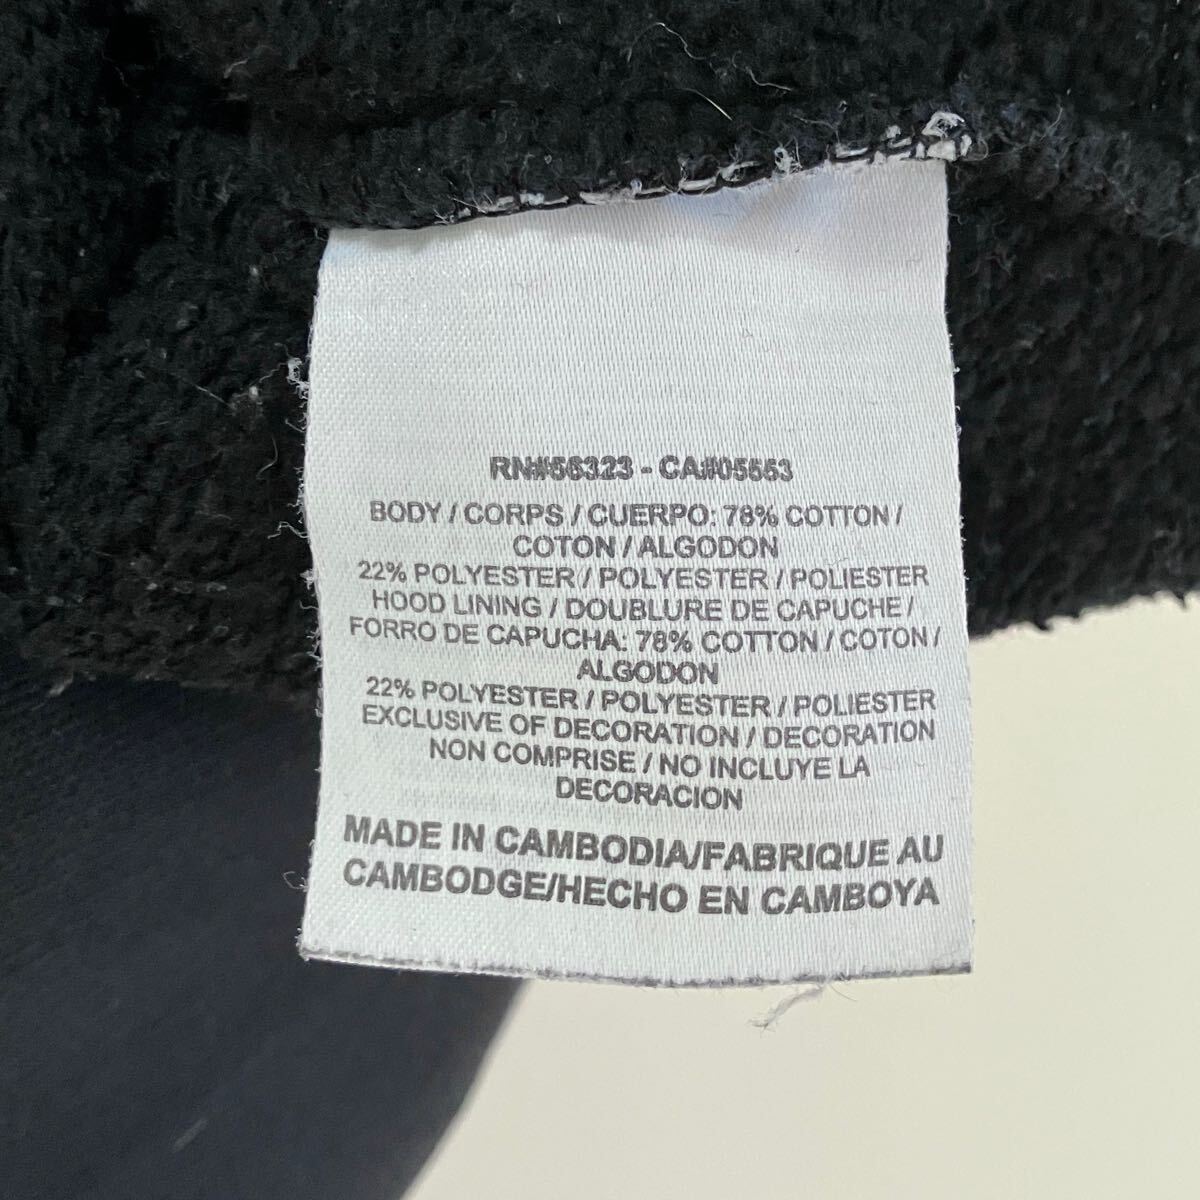 RN#56323 - CA#05553
BODY / CORPS / CUERPO: 78% COTTON /
COTON / ALGODON
22% POLYESTER / POLYESTER / POLIESTER
HOOD LINING / DOUBLURE DE CAPUCHE /
FORRO DE CAPUCHA: 78% COTTON / COTON /
ALGODON
22% POLYESTER / POLYESTER / POLIESTER
EXCLUSIVE OF DECORATION / DECORATION
NON COMPRISE / NO INCLUYE LA
DECORACION
MADE IN CAMBODIA/FABRIQUE AU
CAMBODGE/HECHO EN CAMBOYA